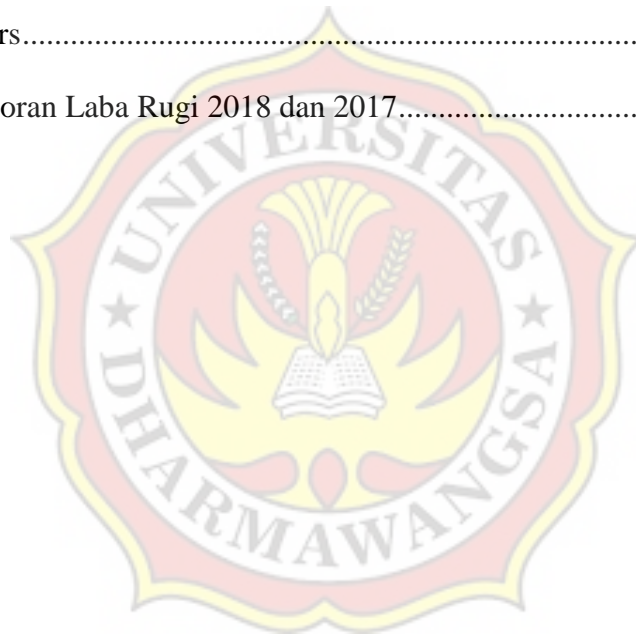 rs........................................................................................
oran Laba Rugi 2018 dan 2017..............................
UNIVERSITAS
★ DHARMAWANGSA ★